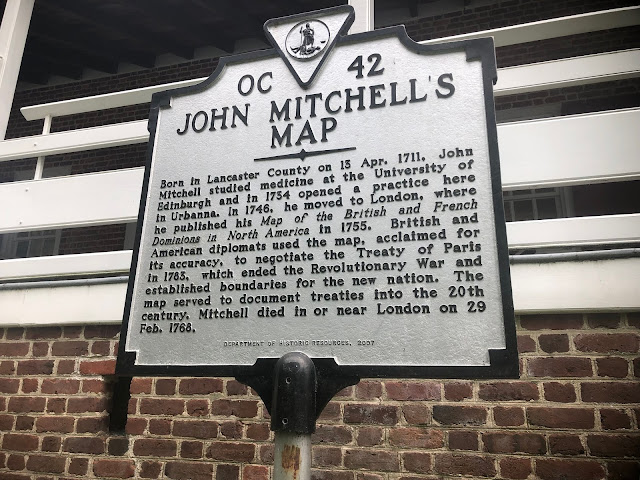 OC 42
JOHN MITCHELL'S
MAP
Born in Lancaster County on 13 Apr. 1711, John
Mitchell studied medicine at the University of
Edinburgh and in 1734 opened a practice here
in Urbanna. In 1746, he moved to London, where
he published his Map of the British and French
Dominions in North America in 1755. British and
American diplomats used the map, acclaimed for
its accuracy, to negotiate the Treaty of Paris
in 1783, which ended the Revolutionary War and
established boundaries for the new nation. The
map served to document treaties into the 20th
century. Mitchell died in or near London on 29
Feb. 1768.
DEPARTMENT OF HISTORIC RESOURCES, 2007